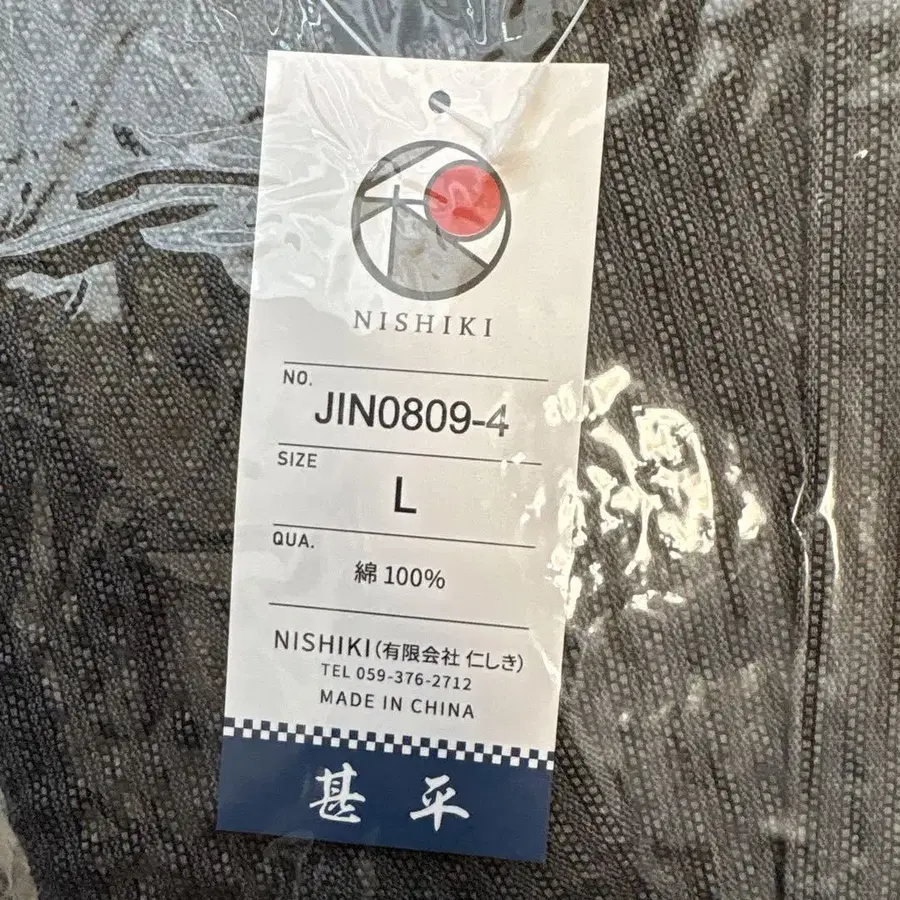 NISHIKI
NO.
JIN0809-4
SIZE
L
QUA.
綿 100%
NISHIKI(有限会社 仁しき)
TEL 059-376-2712
MADE IN CHINA
甚平